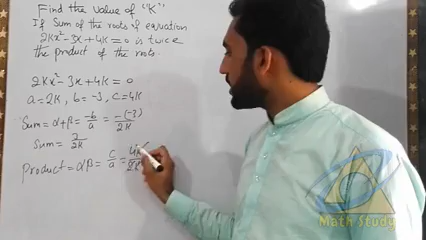 Find the value of "K"
If Sum of the roots of equation
2Kx² - 3x + 4K = 0 is twice
the product of the roots.
2Kx² - 3x + 4K = 0
a = 2K, b = -3, C = 4K
Sum = α + β = -b/a = -(-3)/2K
Sum = 3/2K
Product = αβ = c/a = 4K/2K
Math Study